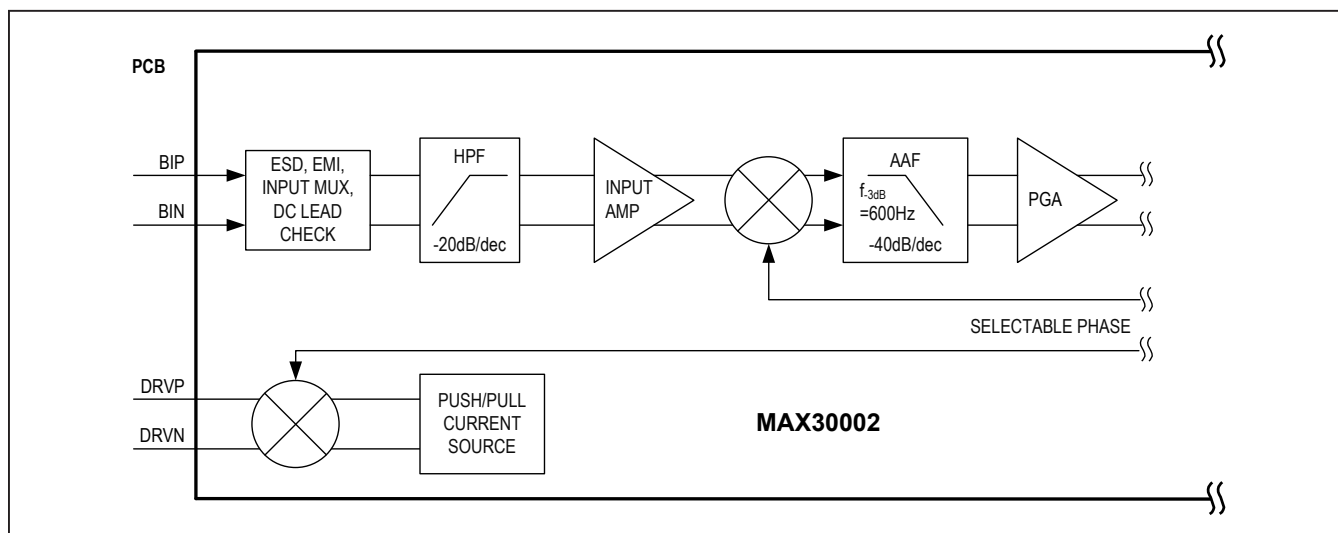 PCB
BIP
BIN
ESD, EMI,
INPUT MUX,
DC LEAD
CHECK
HPF
-20dB/dec
INPUT
AMP
AAF
f-3dB
=600Hz
-40dB/dec
PGA
SELECTABLE PHASE
DRVP
DRVN
PUSH/PULL
CURRENT
SOURCE
MAX30002